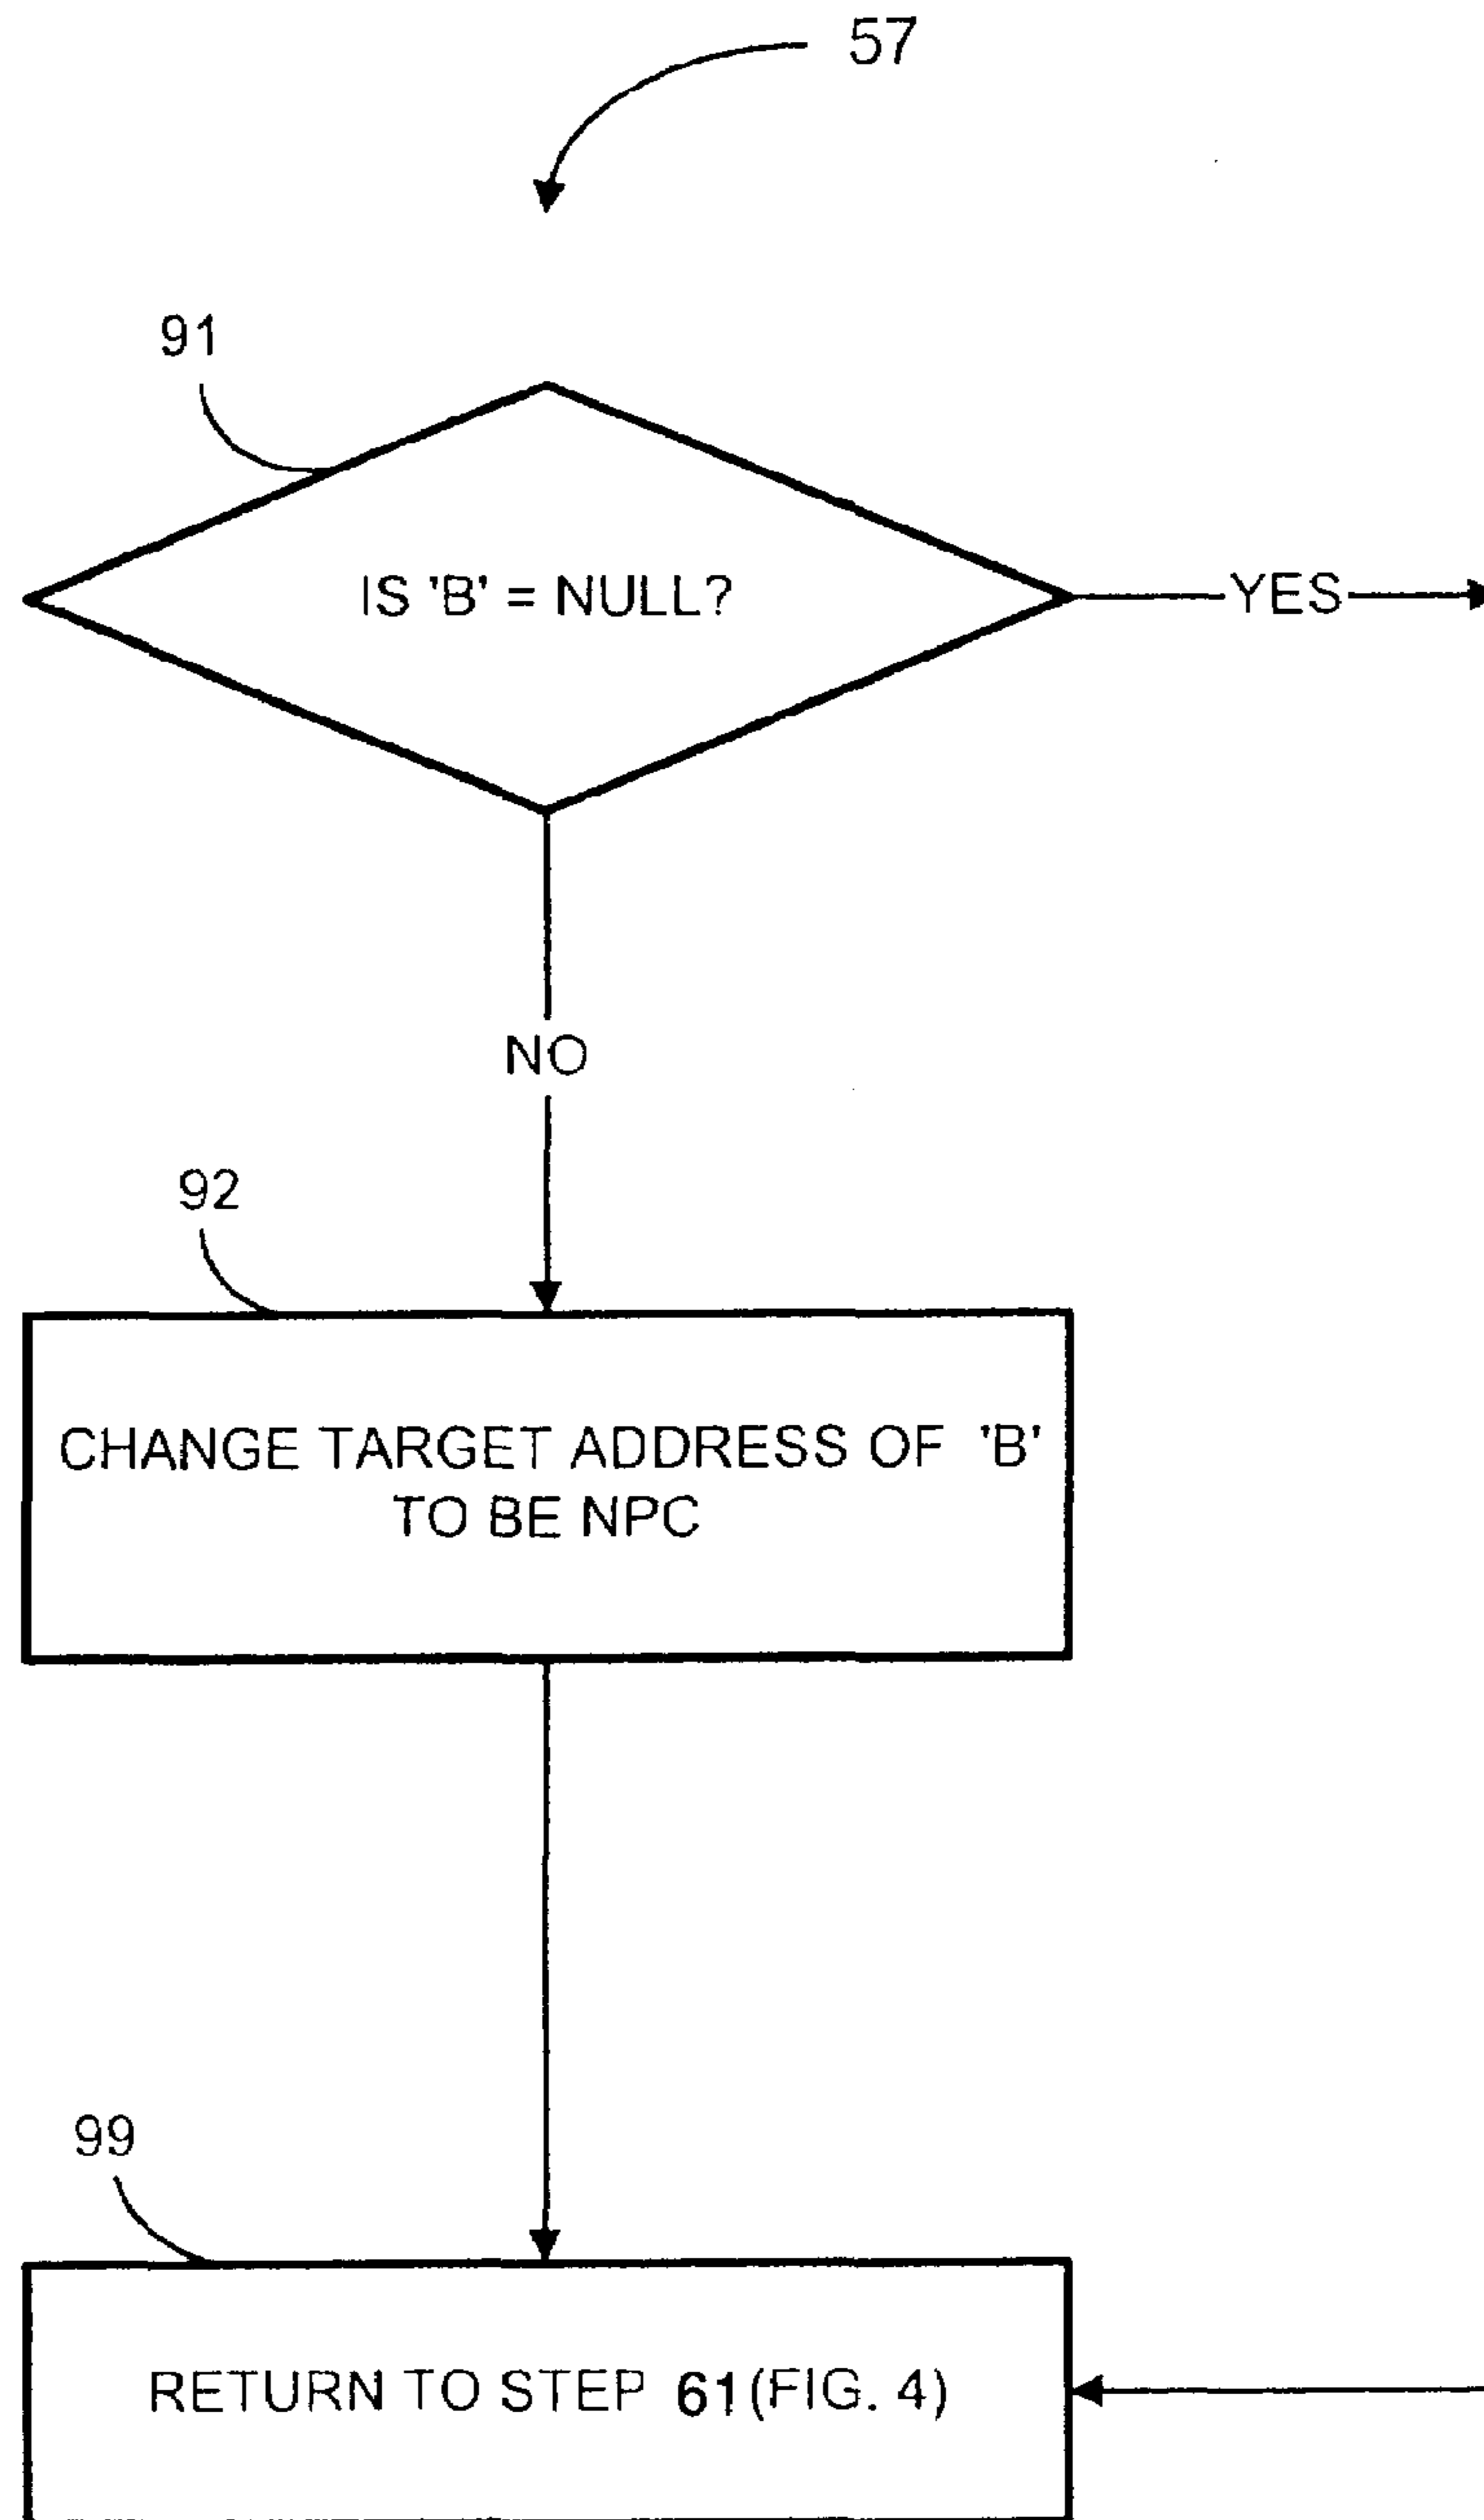 57
91
IS 'B' = NULL?
YES
NO
92
CHANGE TARGET ADDRESS OF 'B'
TO BE NPC
99
RETURN TO STEP 61(FIG. 4)